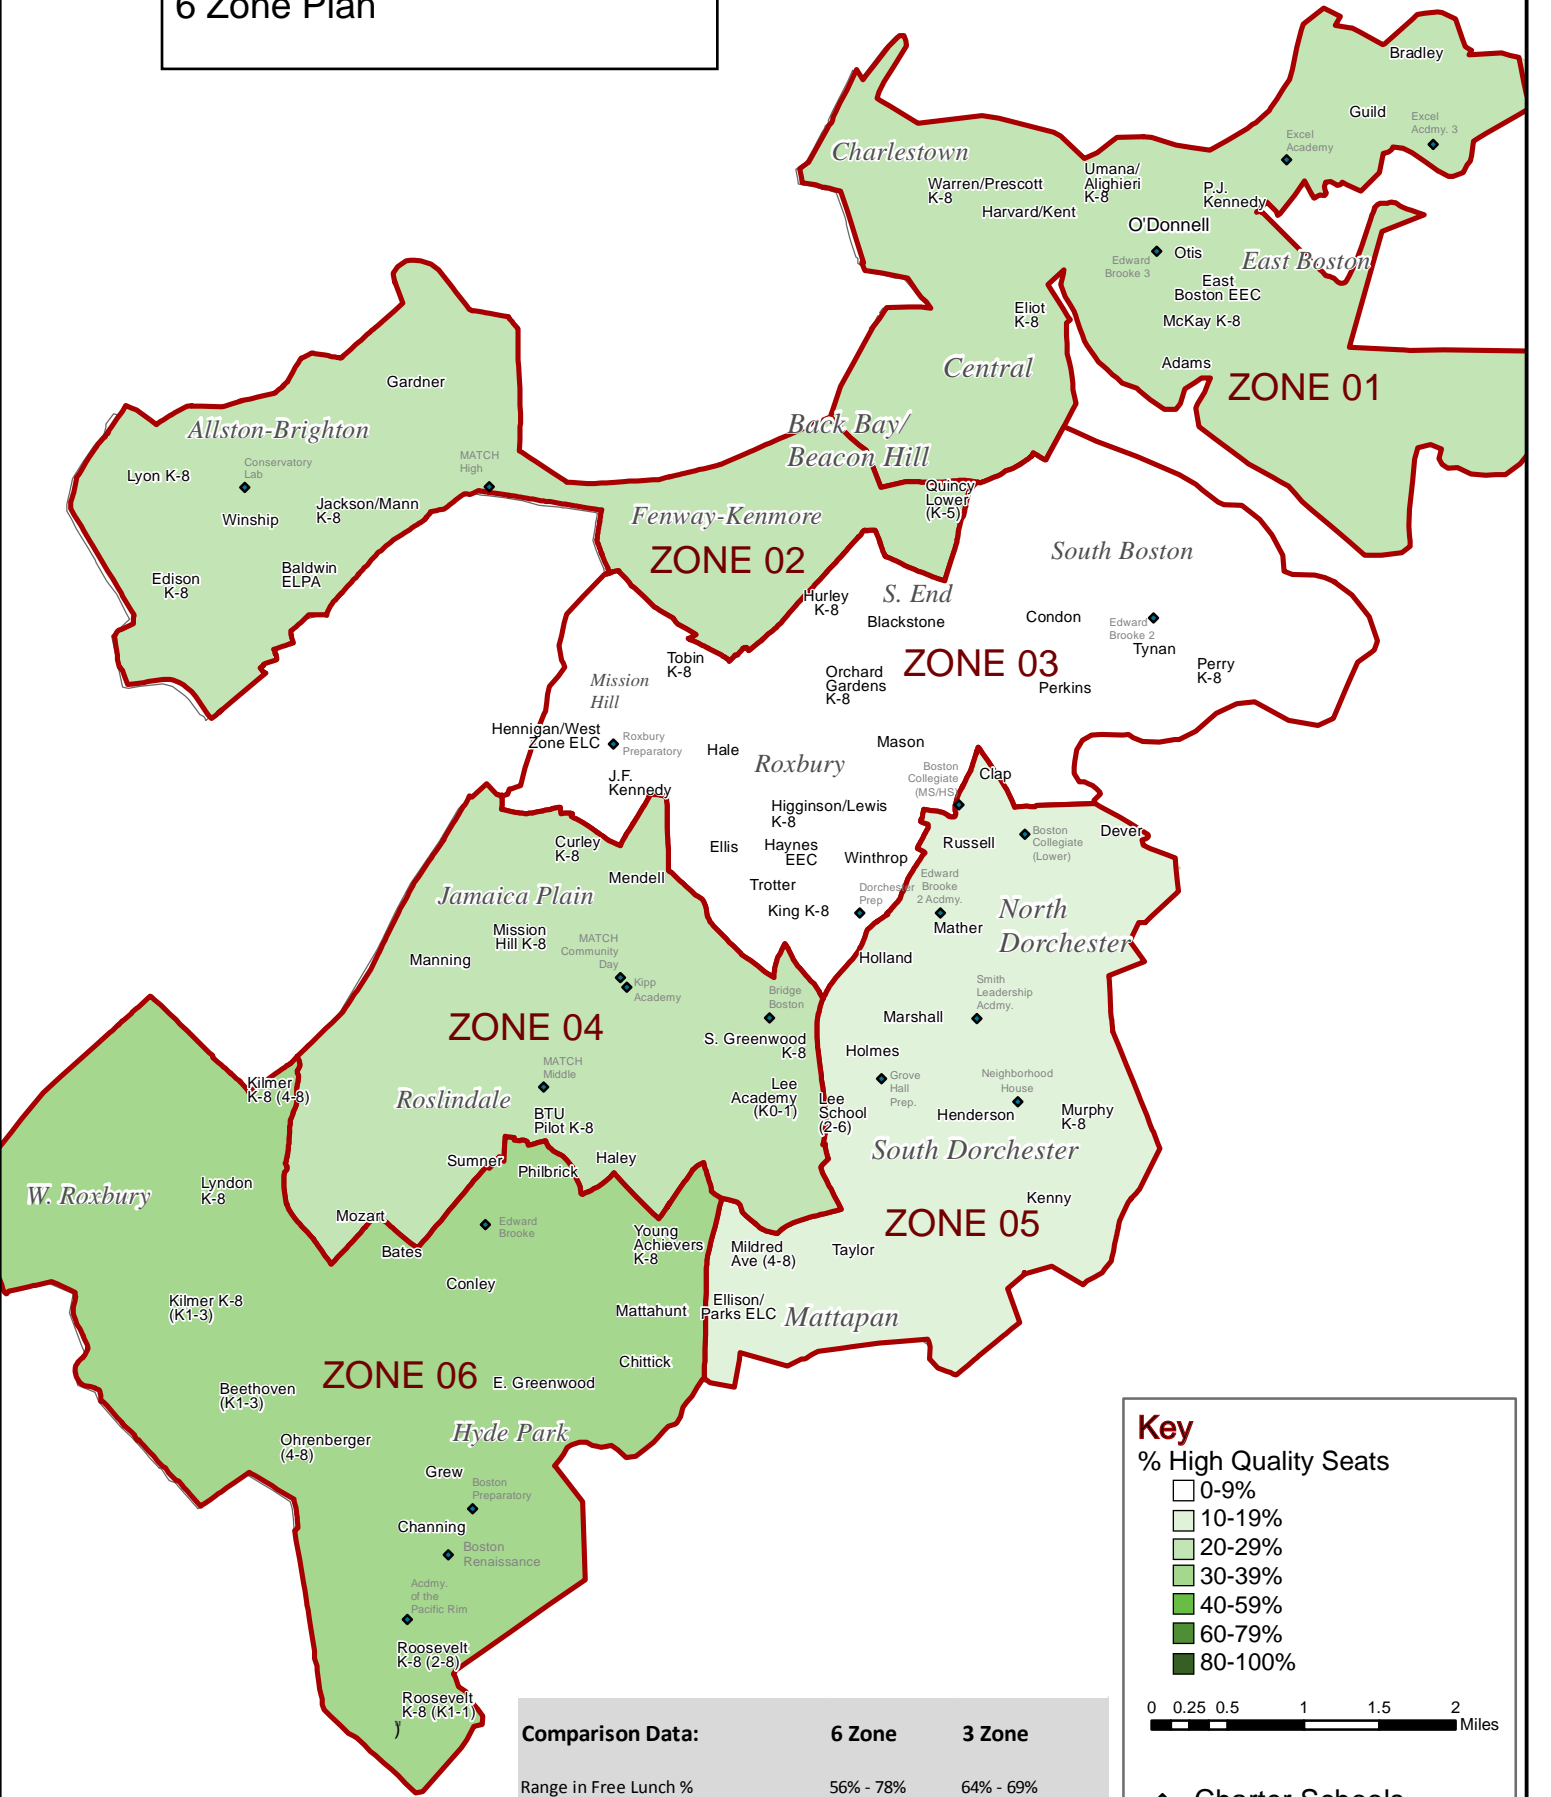 6 Zone Plan
Bradley
Guild
Excel
Acdmy. 3
Excel
Academy
Charlestown
Umana/
Alighieri
K-8
Warren/Prescott
K-8
P.J.
Kennedy
Harvard/Kent
O'Donnell
Otis
Edward
Brooke 3
East Boston
East
Boston EEC
Eliot
K-8
McKay K-8
Adams
Central
ZONE 01
Gardner
Allston-Brighton
Back Bay/
Beacon Hill
Conservatory
Lab
MATCH
High
Lyon K-8
Quincy
Lower
(K-5)
Jackson/Mann
K-8
Winship
Fenway-Kenmore
ZONE 02
South Boston
Baldwin
ELPA
Edison
K-8
Hurley
K-8
S. End
Blackstone
Condon
Edward
Brooke 2
Tynan
Tobin
K-8
ZONE 03
Perry
K-8
Orchard
Gardens
K-8
Mission
Hill
Perkins
Hennigan/West
Zone ELC
Roxbury
Preparatory
Hale
Mason
Roxbury
Boston
Collegiate
(MS/HS)
Clap
J.F.
Kennedy
Higginson/Lewis
K-8
Curley
K-8
Ellis
Haynes
EEC
Winthrop
Russell
Boston
Collegiate
(Lower)
Dever
Mendell
Trotter
Dorchester
Prep
Edward
Brooke
2 Acdmy.
Jamaica Plain
King K-8
North
Dorchester
Mission
Hill K-8
Mather
MATCH
Community
Day
Manning
Holland
Kipp
Academy
Bridge
Boston
Smith
Leadership
Acdmy.
Marshall
ZONE 04
S. Greenwood
K-8
Holmes
MATCH
Middle
Grove
Hall
Prep.
Neighborhood
House
Kilmer
K-8 (4-8)
Roslindale
Lee
Academy
(K0-1)
Lee
School
(2-6)
Henderson
Murphy
K-8
BTU
Pilot K-8
South Dorchester
Sumner
Philbrick
Haley
W. Roxbury
Lyndon
K-8
Kenny
Mozart
Edward
Brooke
ZONE 05
Young
Achievers
K-8
Bates
Mildred
Ave (4-8)
Taylor
Conley
Kilmer K-8
(K1-3)
Mattahunt
Ellison/
Parks ELC
Mattapan
ZONE 06
Chittick
E. Greenwood
Beethoven
(K1-3)
Hyde Park
Ohrenberger
(4-8)
Grew
Boston
Preparatory
Channing
Boston
Renaissance
Acdmy.
of the
Pacific Rim
Roosevelt
K-8 (2-8)
Roosevelt
K-8 (K1-1)
Key
% High Quality Seats
0-9%
10-19%
20-29%
30-39%
40-59%
60-79%
80-100%
0 0.25 0.5 1 1.5 2
Miles
Charter Schools
Comparison Data: 6 Zone 3 Zone
Range in Free Lunch % 56% - 78% 64% - 69%